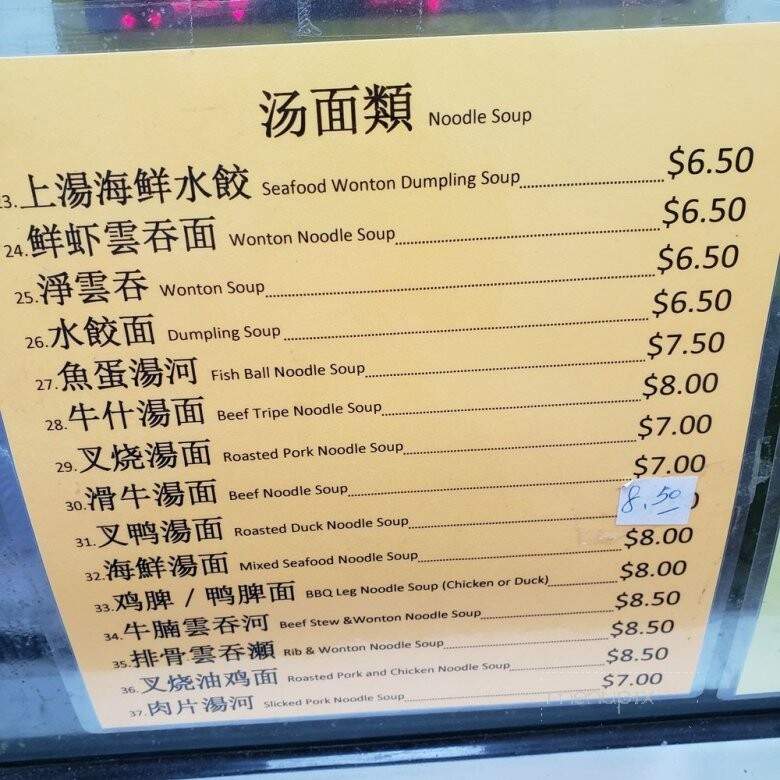 汤面類 Noodle Soup
23.上湯海鲜水餃 Seafood Wonton Dumpling Soup $6.50
24.鲜虾雲吞面 Wonton Noodle Soup $6.50
25.淨雲吞 Wonton Soup $6.50
26.水餃面 Dumpling Soup $6.50
27.魚蛋湯河 Fish Ball Noodle Soup $7.50
28.牛什湯面 Beef Tripe Noodle Soup $8.00
29.叉烧湯面 Roasted Pork Noodle Soup $7.00
30.滑牛湯面 Beef Noodle Soup $7.00
31.叉鸭湯面 Roasted Duck Noodle Soup 8.50
32.海鮮湯面 Mixed Seafood Noodle Soup $8.00
33.鸡脾 / 鸭脾面 BBQ Leg Noodle Soup (Chicken or Duck) $8.00
34.牛腩雲吞河 Beef Stew &Wonton Noodle Soup $8.50
35.排骨雲吞瀬 Rib & Wonton Noodle Soup $8.50
36.叉烧油鸡面 Roasted Pork and Chicken Noodle Soup $8.50
37.肉片湯河 Sliced Pork Noodle Soup $7.00